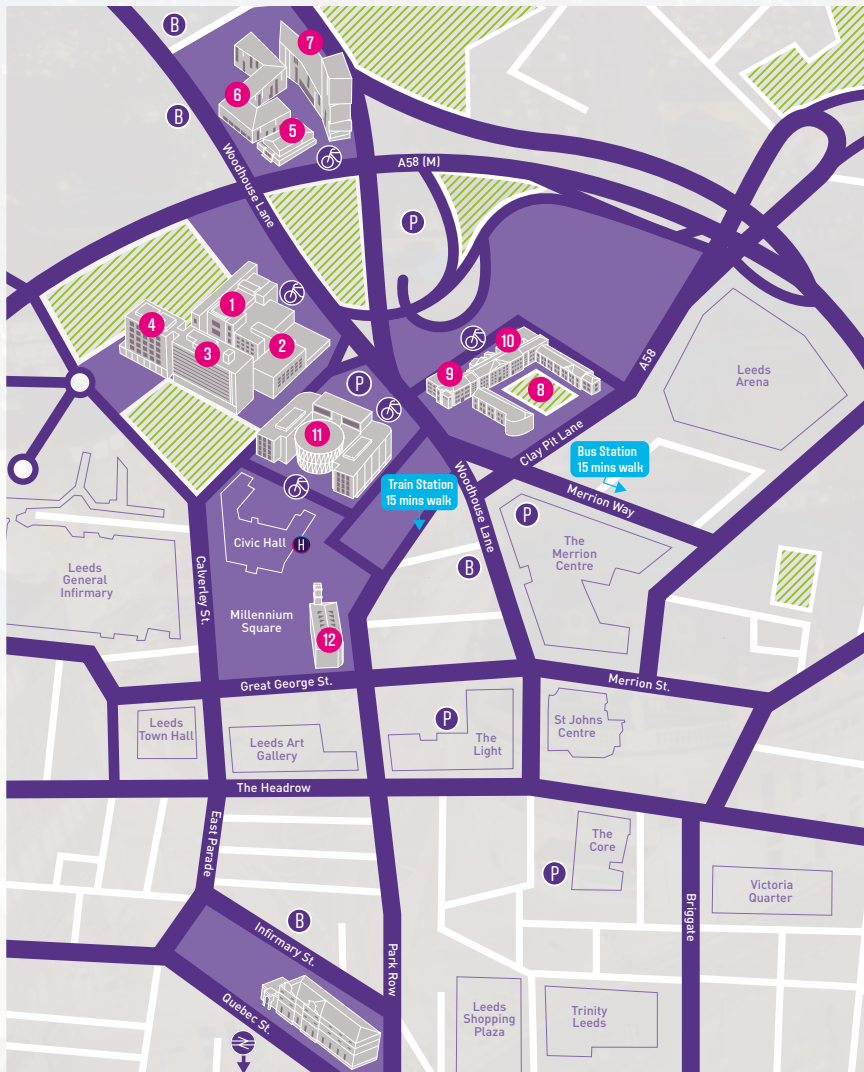 B
7
6
B
5
Woodhouse Lane
A58 (M)
P
1
4
2
3
10
9
8
A58
Leeds
Arena
P
11
Clay Pit Lane
Bus Station
15 mins walk
Merrion Way
Train Station
15 mins walk
Woodhouse Lane
P
Civic Hall
H
The
Merrion
Centre
Leeds
General
Infirmary
Calverley St.
B
Millennium
Square
12
Great George St.
Merrion St.
Leeds
Town Hall
Leeds Art
Gallery
P
The
Light
St Johns
Centre
The Headrow
East Parade
The
Core
P
Victoria
Quarter
Briggate
B
Infirmary St.
Park Row
Quebec St.
Leeds
Shopping
Plaza
Trinity
Leeds